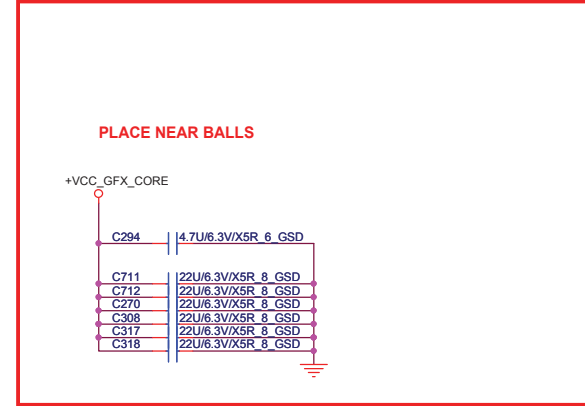 PLACE NEAR BALLS
+VCC_GFX_CORE
C294 4.7U/6.3V/X5R_6_GSD
C711 22U/6.3V/X5R_8_GSD
C712 22U/6.3V/X5R_8_GSD
C270 22U/6.3V/X5R_8_GSD
C308 22U/6.3V/X5R_8_GSD
C317 22U/6.3V/X5R_8_GSD
C318 22U/6.3V/X5R_8_GSD